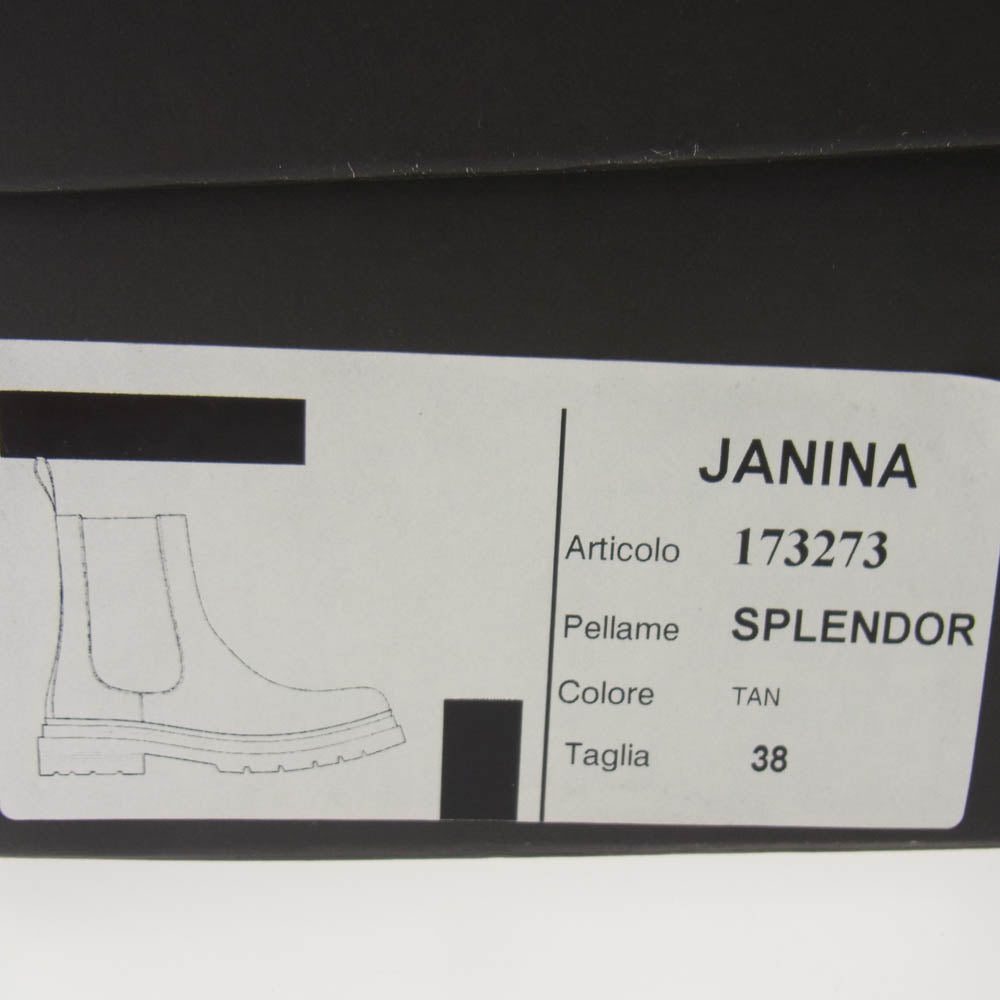 JANINA
Articolo 173273
Pellame SPLENDOR
Colore TAN
Taglia 38